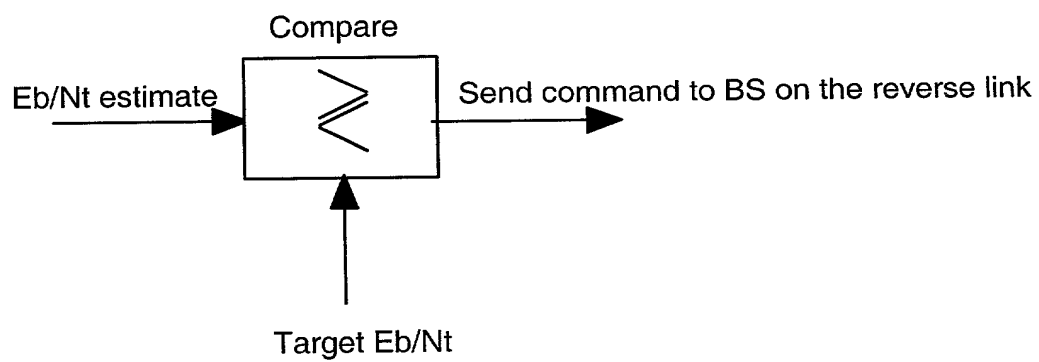 Compare
Eb/Nt estimate
Send command to BS on the reverse link
Target Eb/Nt